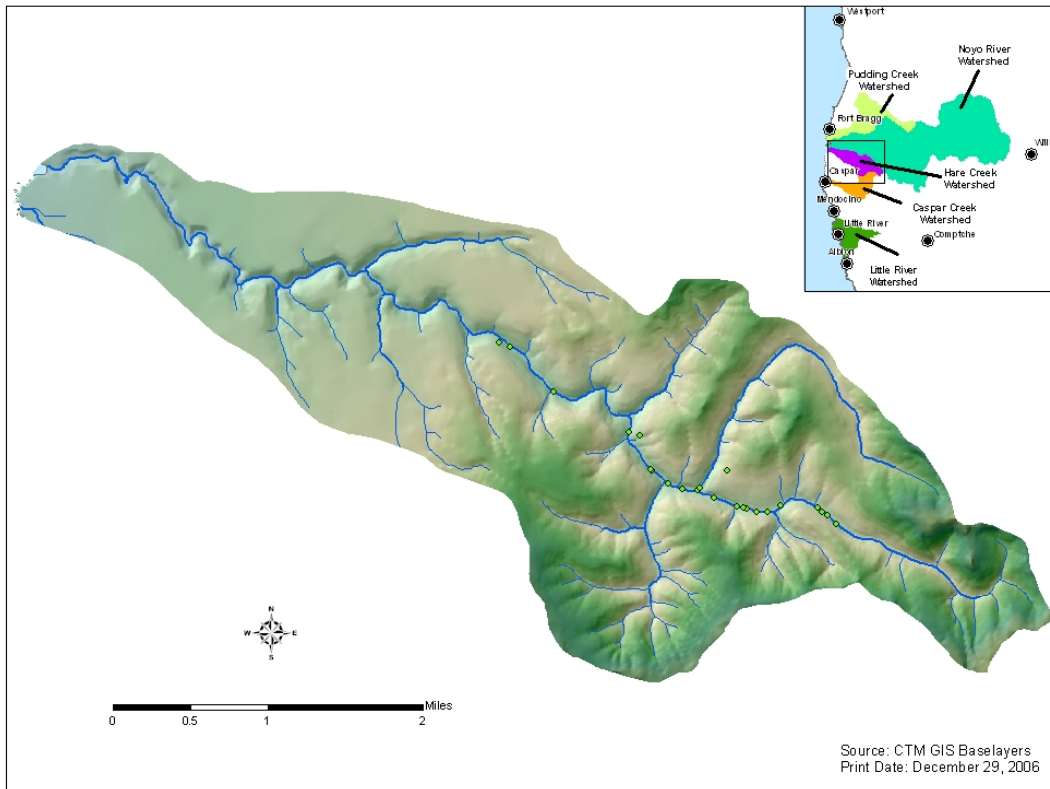 Westport
Noyo River
Watershed
Pudding Creek
Watershed
Fort Bragg
Will
Caspar
Hare Creek
Watershed
Mendocino
Caspar Creek
Watershed
Little River
Comptche
Albion
Little River
Watershed
N
W E
S
Miles
0 0.5 1 2
Source: CTM GIS Baselayers
Print Date: December 29, 2006